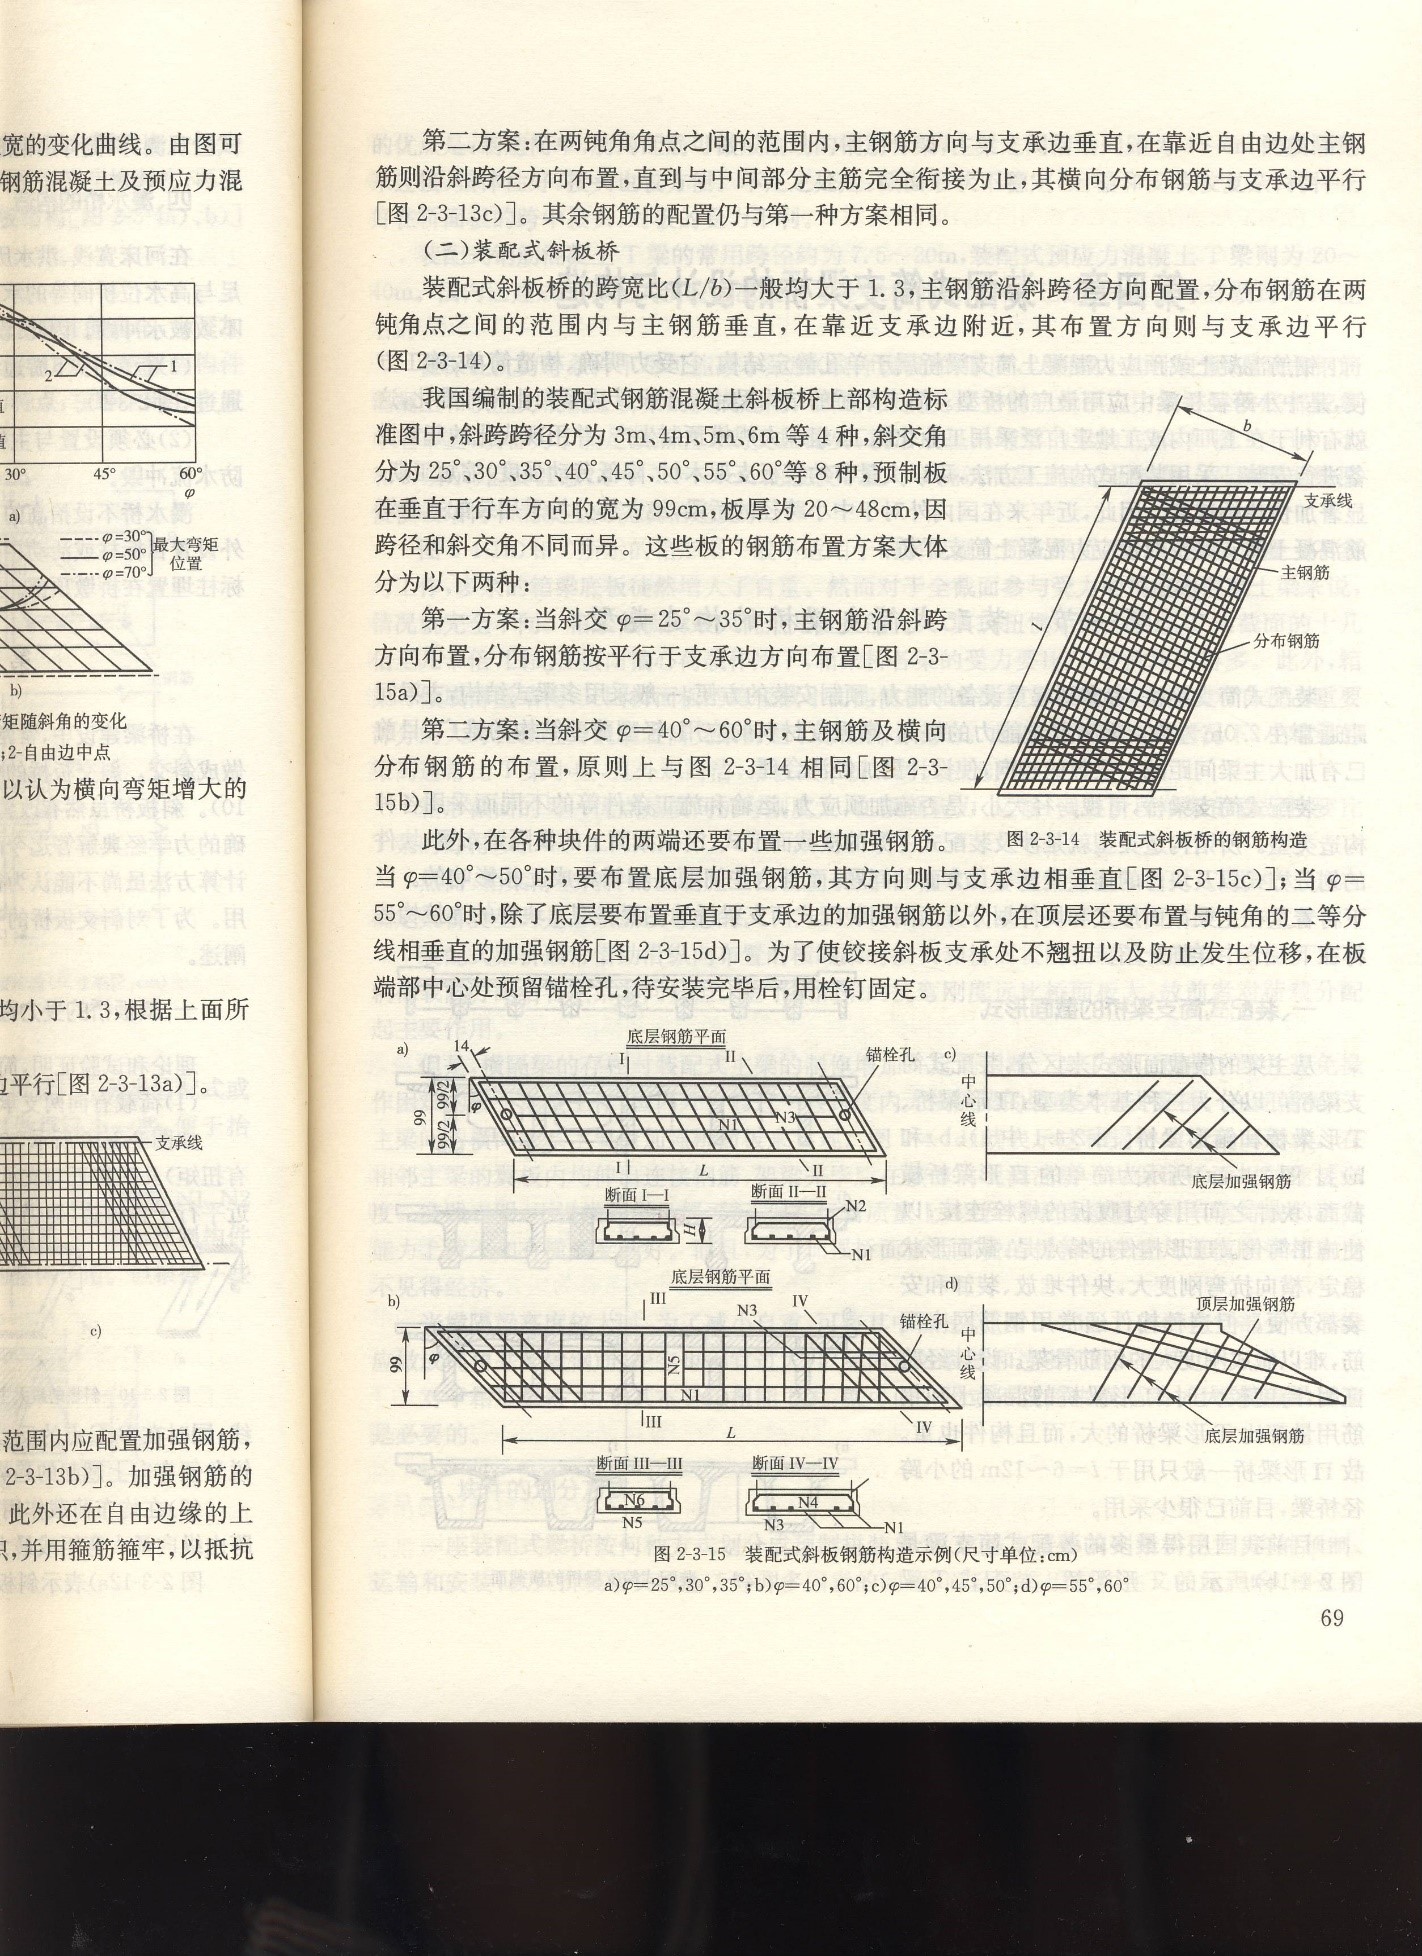 宽的变化曲线。由图可
钢筋混凝土及预应力混
2
1
值
值
30°
45°
60°
φ
a)
φ=30°
φ=50°
φ=70°
最大弯矩
位置
b)
矩随斜角的变化
;2-自由边中点
以认为横向弯矩增大的
均小于1.3,根据上面所
边平行[图2-3-13a)]。
支承线
c)
范围内应配置加强钢筋,
2-3-13b)]。加强钢筋的
此外还在自由边缘的上
,并用箍筋箍牢,以抵抗
第二方案:在两钝角角点之间的范围内,主钢筋方向与支承边垂直,在靠近自由边处主钢
筋则沿斜跨径方向布置,直到与中间部分主筋完全衔接为止,其横向分布钢筋与支承边平行
[图2-3-13c)]。其余钢筋的配置仍与第一种方案相同。
(二)装配式斜板桥
装配式斜板桥的跨宽比(L/b)一般均大于1.3,主钢筋沿斜跨径方向配置,分布钢筋在两
钝角点之间的范围内与主钢筋垂直,在靠近支承边附近,其布置方向则与支承边平行
(图2-3-14)。
我国编制的装配式钢筋混凝土斜板桥上部构造标
准图中,斜跨跨径分为3m、4m、5m、6m等4种,斜交角
分为25°、30°、35°、40°、45°、50°、55°、60°等8种,预制板
在垂直于行车方向的宽为99cm,板厚为20～48cm,因
跨径和斜交角不同而异。这些板的钢筋布置方案大体
分为以下两种:
第一方案:当斜交φ=25°～35°时,主钢筋沿斜跨
方向布置,分布钢筋按平行于支承边方向布置[图2-3-
15a)]。
第二方案:当斜交φ=40°～60°时,主钢筋及横向
分布钢筋的布置,原则上与图2-3-14相同[图2-3-
15b)]。
b
支承线
主钢筋
分布钢筋
l
图2-3-14 装配式斜板桥的钢筋构造
此外,在各种块件的两端还要布置一些加强钢筋。
当φ=40°～50°时,要布置底层加强钢筋,其方向则与支承边相垂直[图2-3-15c)];当φ=
55°～60°时,除了底层要布置垂直于支承边的加强钢筋以外,在顶层还要布置与钝角的二等分
线相垂直的加强钢筋[图2-3-15d)]。为了使铰接斜板支承处不翘扭以及防止发生位移,在板
端部中心处预留锚栓孔,待安装完毕后,用栓钉固定。
a)
14
底层钢筋平面
I
II
锚栓孔
99
99/2
99/2
φ
N1
N3
I
L
II
断面I—I
断面II—II
H
N2
N1
c)
中心线
底层加强钢筋
b)
底层钢筋平面
III
N3
IV
锚栓孔
99
φ
N5
N1
III
IV
L
断面III—III
断面IV—IV
N6
N5
N4
N3
N1
d)
中心线
顶层加强钢筋
底层加强钢筋
图2-3-15 装配式斜板钢筋构造示例(尺寸单位:cm)
a)φ=25°,30°,35°;b)φ=40°,60°;c)φ=40°,45°,50°;d)φ=55°,60°
69